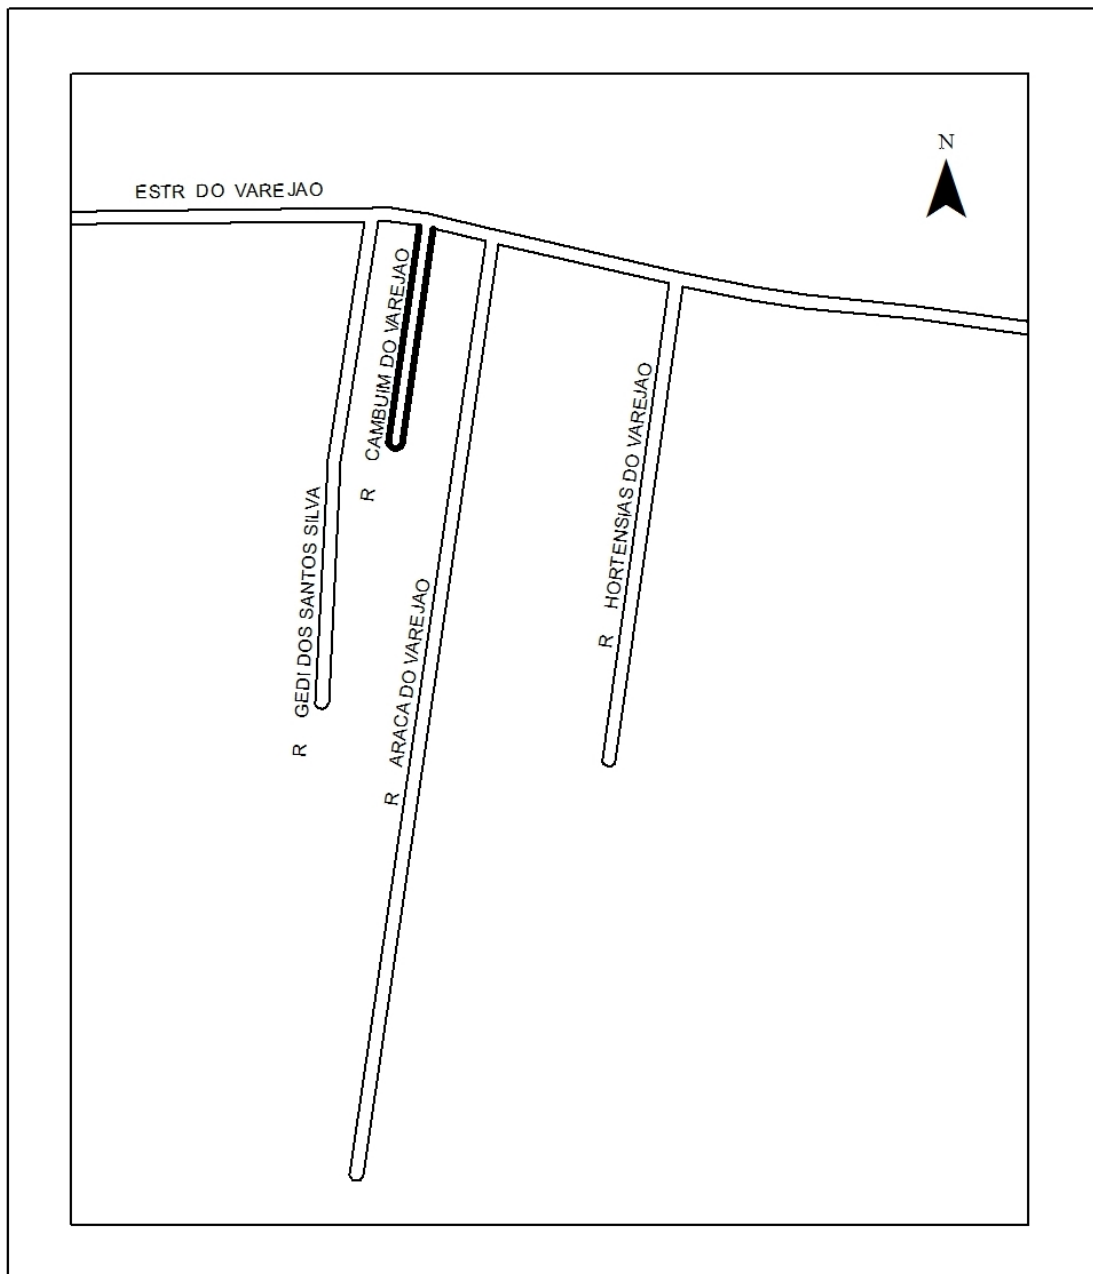 N
ESTR DO VAREJAO
R CAMBUIM DO VAREJAO
R HORTENSIAS DO VAREJAO
R GEDI DOS SANTOS SILVA
R ARACA DO VAREJAO